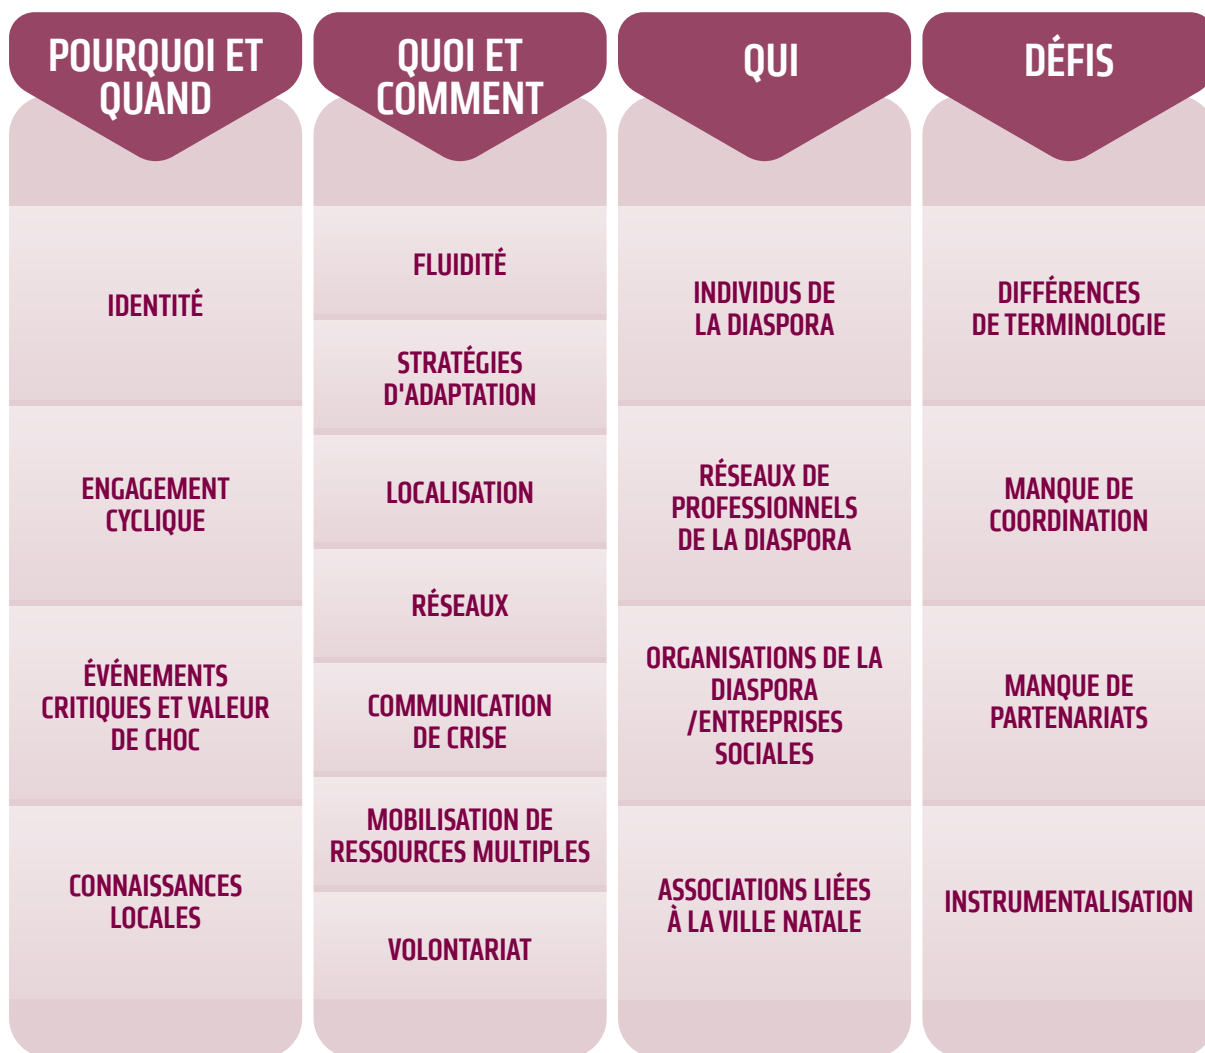 POURQUOI ET
QUAND
IDENTITÉ
ENGAGEMENT
CYCLIQUE
ÉVÉNEMENTS
CRITIQUES ET VALEUR
DE CHOC
CONNAISSANCES
LOCALES
QUOI ET
COMMENT
FLUIDITÉ
STRATÉGIES
D'ADAPTATION
LOCALISATION
RÉSEAUX
COMMUNICATION
DE CRISE
MOBILISATION DE
RESSOURCES MULTIPLES
VOLONTARIAT
QUI
INDIVIDUS DE
LA DIASPORA
RÉSEAUX DE
PROFESSIONNELS
DE LA DIASPORA
ORGANISATIONS DE LA
DIASPORA
/ENTREPRISES
SOCIALES
ASSOCIATIONS LIÉES
À LA VILLE NATALE
DÉFIS
DIFFÉRENCES
DE TERMINOLOGIE
MANQUE DE
COORDINATION
MANQUE DE
PARTENARIATS
INSTRUMENTALISATION